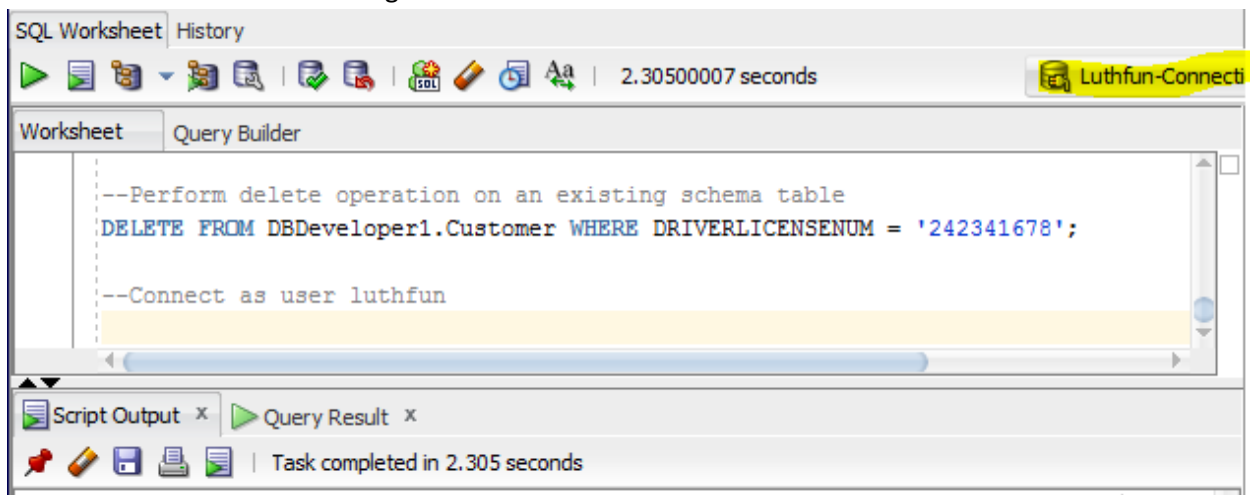 SQL Worksheet History
2.30500007 seconds
Luthfun-Connecti
Worksheet Query Builder
--Perform delete operation on an existing schema table
DELETE FROM DBDeveloper1.Customer WHERE DRIVERLICENSENUM = '242341678';
--Connect as user luthfun
Script Output x Query Result x
Task completed in 2.305 seconds